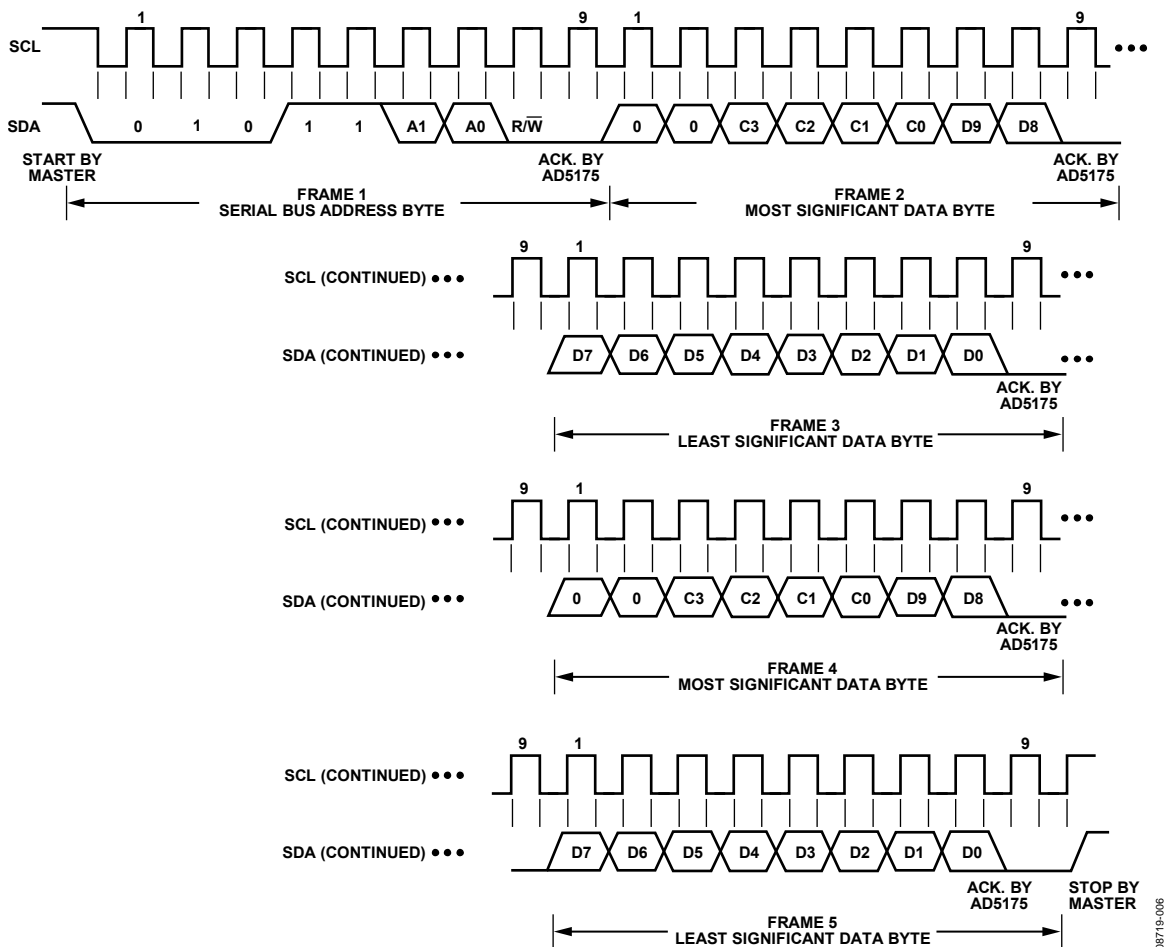 1 9 1 9
SCL
SDA 0 1 0 1 1 A1 A0 R/W̅ 0 0 C3 C2 C1 C0 D9 D8
START BY
MASTER
ACK. BY
AD5175
ACK. BY
AD5175
FRAME 1
SERIAL BUS ADDRESS BYTE
FRAME 2
MOST SIGNIFICANT DATA BYTE
9 1 9
SCL (CONTINUED)
SDA (CONTINUED) D7 D6 D5 D4 D3 D2 D1 D0
ACK. BY
AD5175
FRAME 3
LEAST SIGNIFICANT DATA BYTE
9 1 9
SCL (CONTINUED)
SDA (CONTINUED) 0 0 C3 C2 C1 C0 D9 D8
ACK. BY
AD5175
FRAME 4
MOST SIGNIFICANT DATA BYTE
9 1 9
SCL (CONTINUED)
SDA (CONTINUED) D7 D6 D5 D4 D3 D2 D1 D0
ACK. BY
AD5175
STOP BY
MASTER
FRAME 5
LEAST SIGNIFICANT DATA BYTE